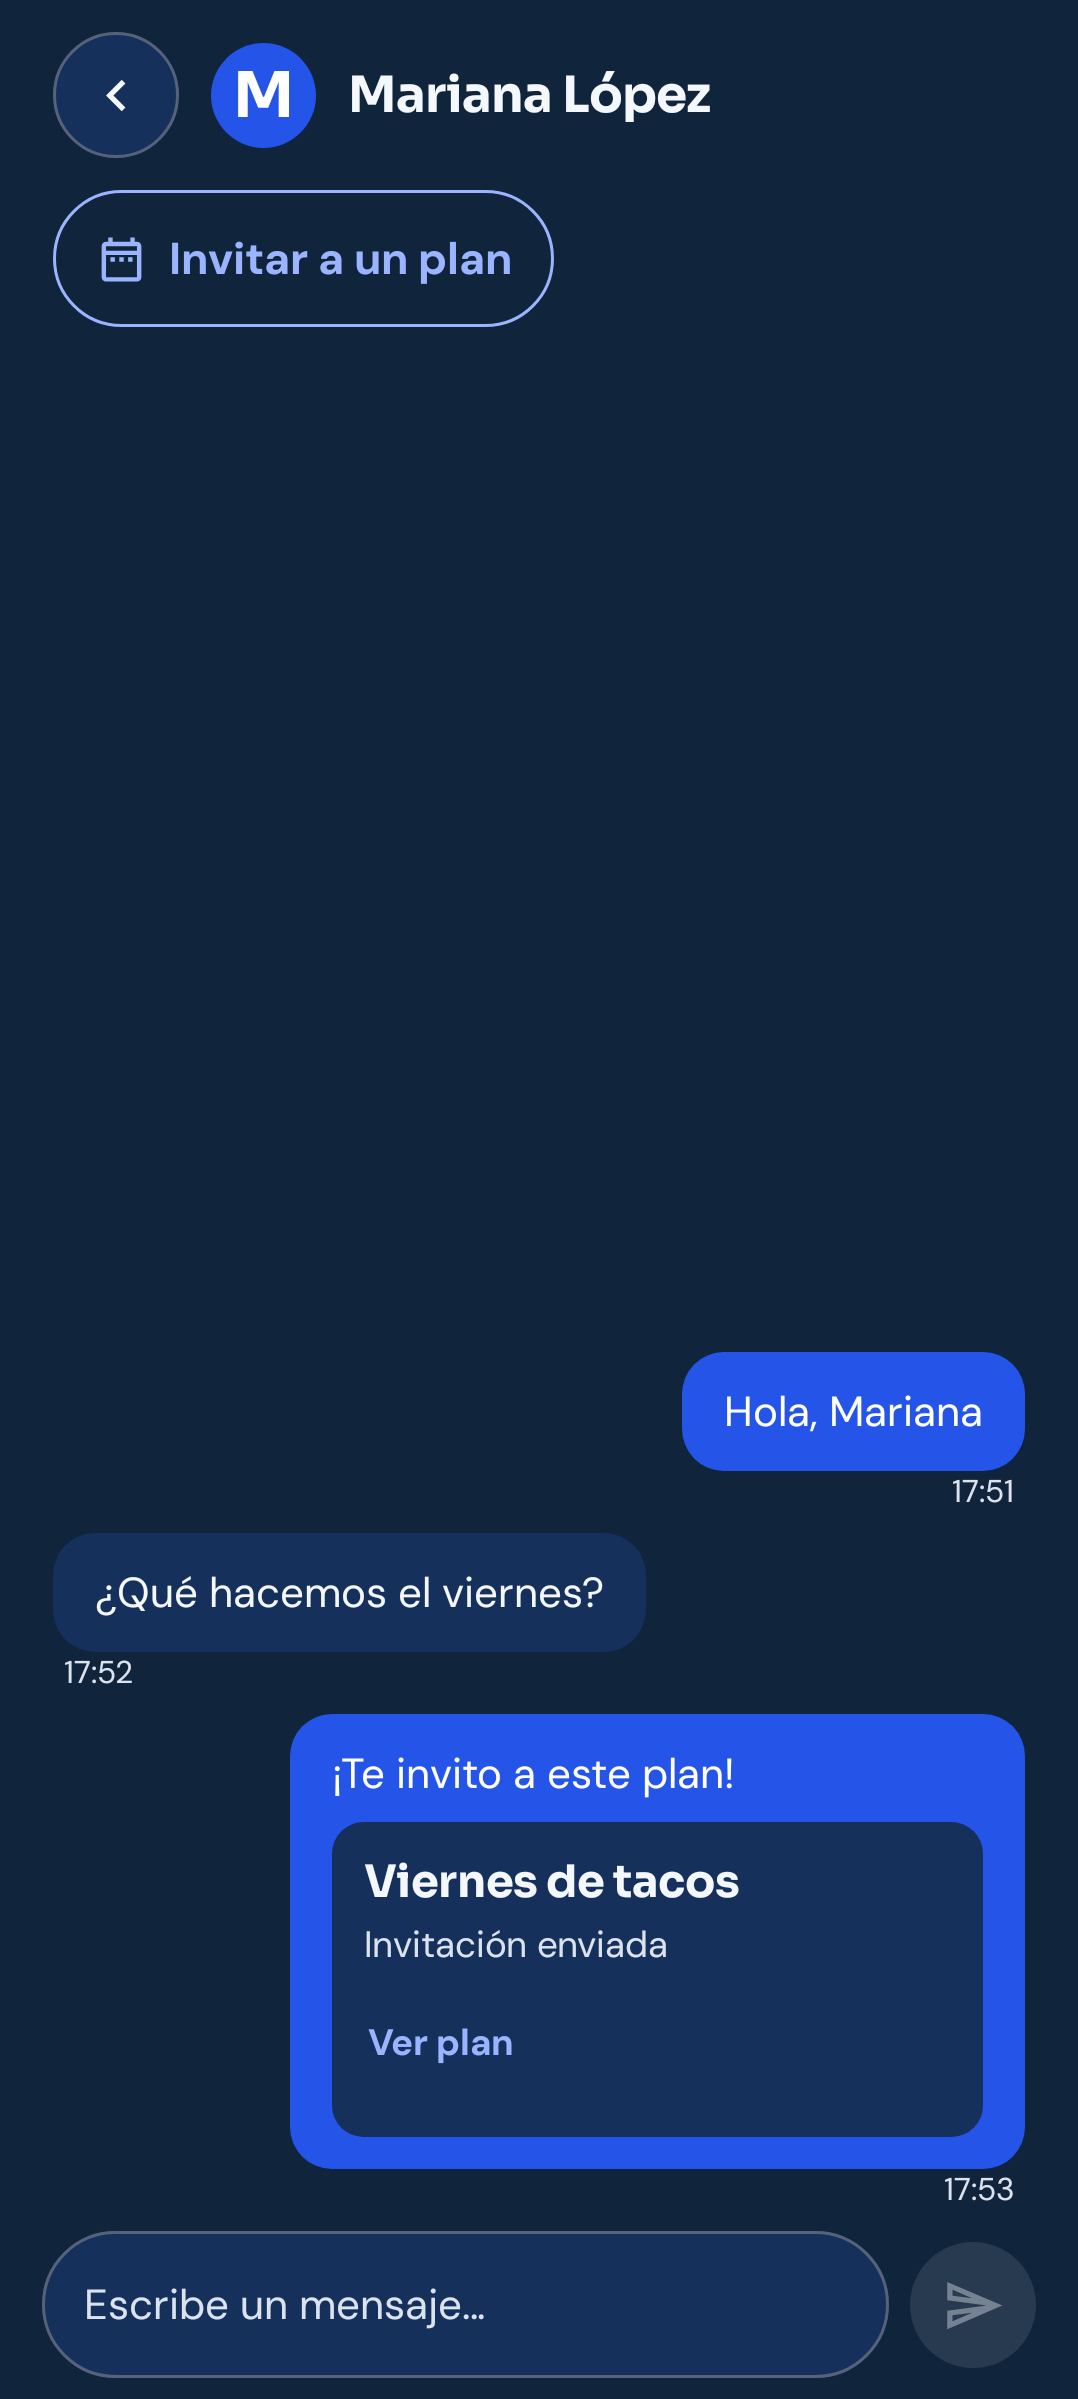 M
Mariana López
Invitar a un plan
Hola, Mariana
17:51
¿Qué hacemos el viernes?
17:52
¡Te invito a este plan!
Viernes de tacos
Invitación enviada
Ver plan
17:53
Escribe un mensaje…